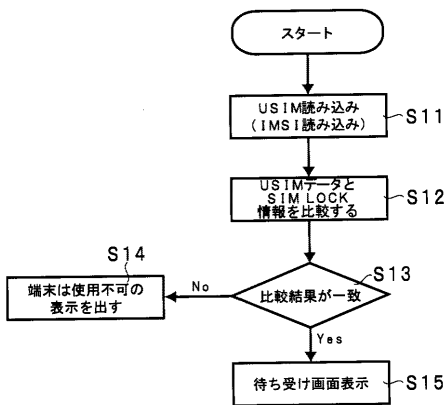 スタート
USIM読み込み
(IMSI読み込み)
S11
USIMデータと
SIM LOCK
情報を比較する
S12
S14
端末は使用不可の
表示を出す
No
S13
比較結果が一致
Yes
待ち受け画面表示
S15